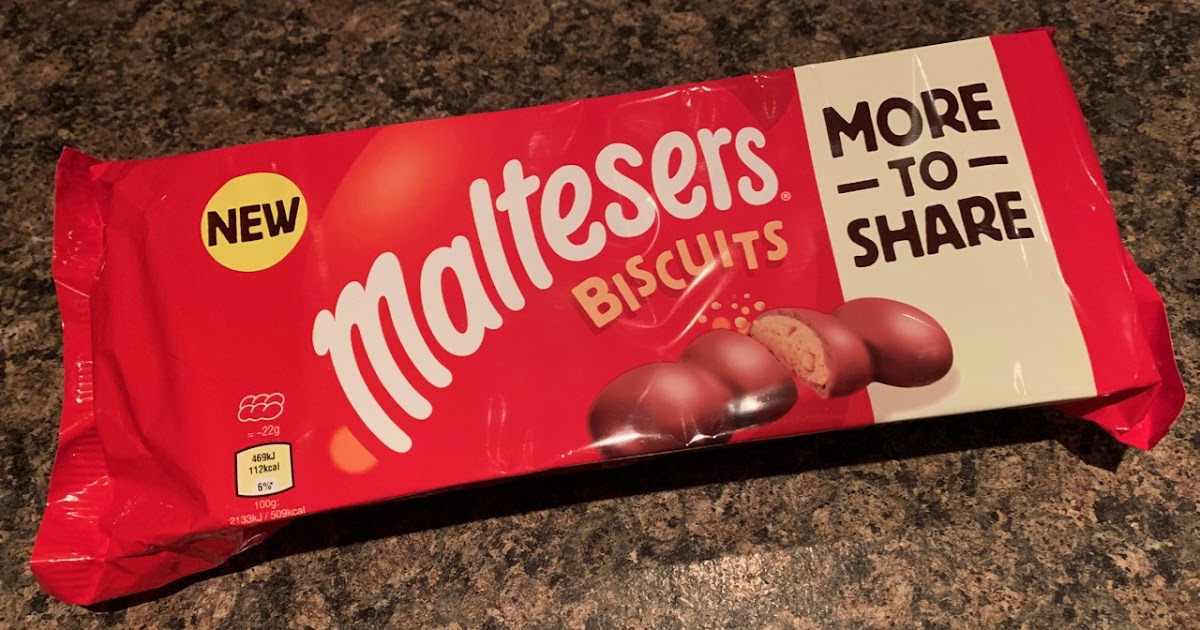 NEW
Maltesers®
BISCUITS
MORE
TO
SHARE
= ~22g
469kJ
112kcal
6%*
100g:
2133kJ / 509kcal